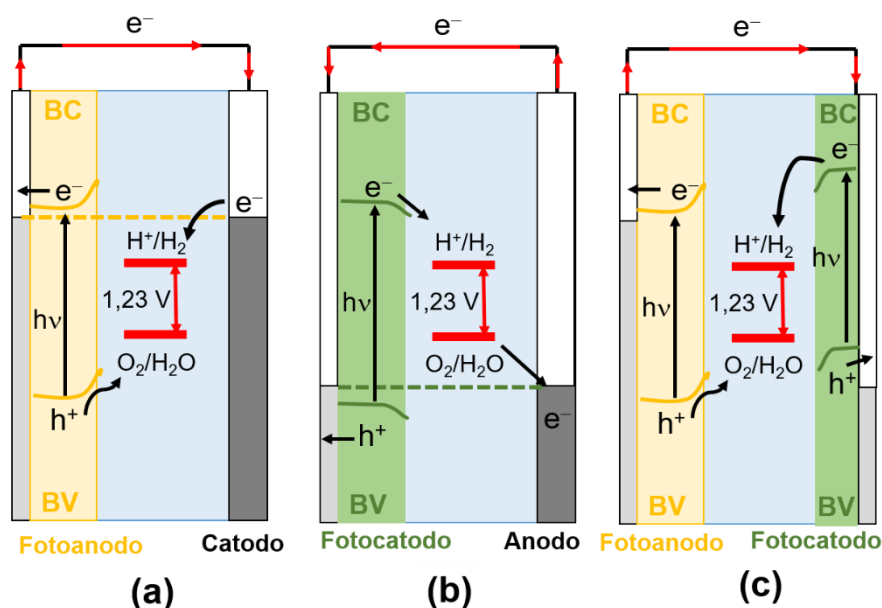 e⁻
BC
e⁻
e⁻
H⁺/H₂
hν
1,23 V
O₂/H₂O
h⁺
BV
Fotoanodo
Catodo
(a)
e⁻
BC
e⁻
H⁺/H₂
hν
1,23 V
O₂/H₂O
e⁻
h⁺
BV
Fotocatodo
Anodo
(b)
e⁻
BC
BC
e⁻
e⁻
H⁺/H₂
hν
hν
1,23 V
O₂/H₂O
h⁺
h⁺
BV
BV
Fotoanodo
Fotocatodo
(c)